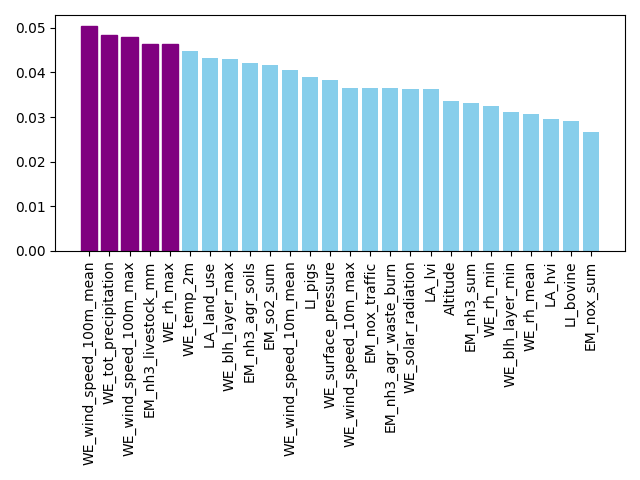 0.05
0.04
0.03
0.02
0.01
0.00
WE_wind_speed_100m_mean
WE_tot_precipitation
WE_wind_speed_100m_max
EM_nh3_livestock_mm
WE_rh_max
WE_temp_2m
LA_land_use
WE_blh_layer_max
EM_nh3_agr_soils
EM_so2_sum
WE_wind_speed_10m_mean
LI_pigs
WE_surface_pressure
WE_wind_speed_10m_max
EM_nox_traffic
EM_nh3_agr_waste_burn
WE_solar_radiation
LA_lvi
Altitude
EM_nh3_sum
WE_rh_min
WE_blh_layer_min
WE_rh_mean
LA_hvi
LI_bovine
EM_nox_sum